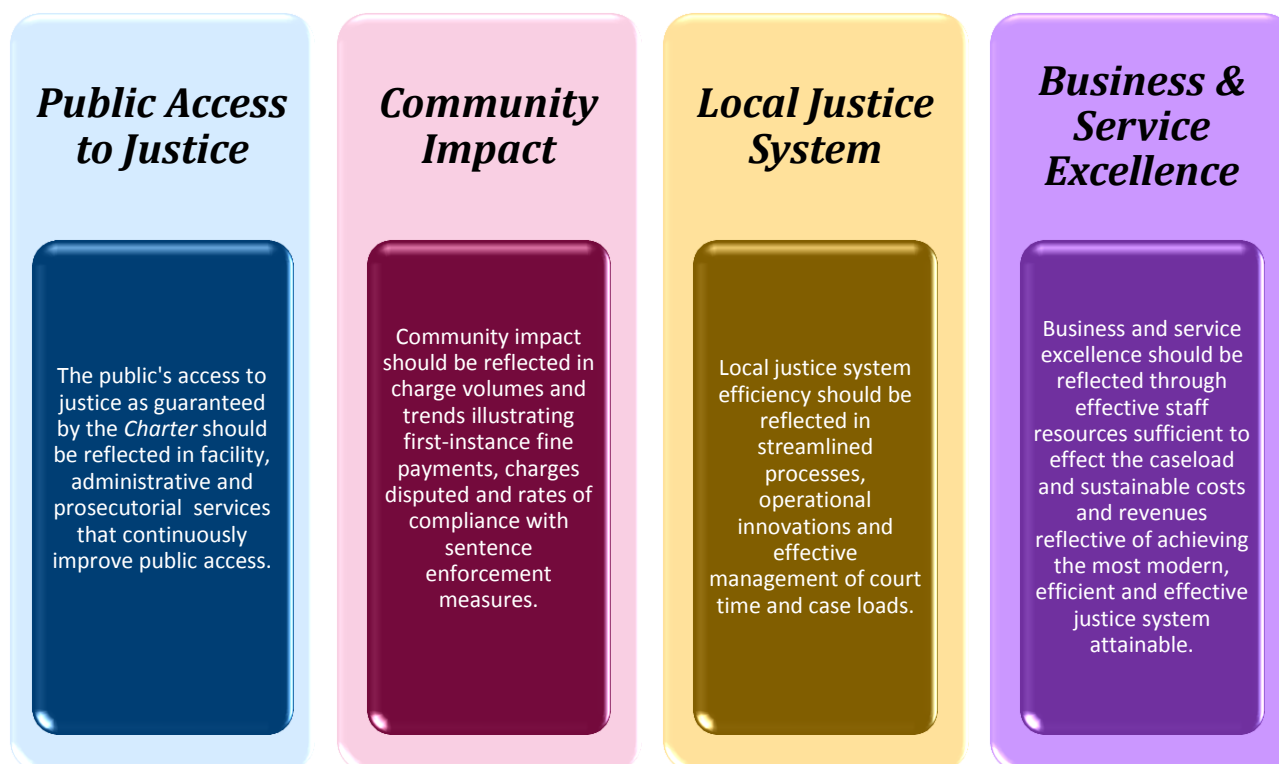 Public Access
to Justice
The public's access to
justice as guaranteed
by the Charter should
be reflected in facility,
administrative and
prosecutorial services
that continuously
improve public access.
Community
Impact
Community impact
should be reflected in
charge volumes and
trends illustrating
first-instance fine
payments, charges
disputed and rates of
compliance with
sentence
enforcement
measures.
Local Justice
System
Local justice system
efficiency should be
reflected in
streamlined
processes,
operational
innovations and
effective
management of court
time and case loads.
Business &
Service
Excellence
Business and service
excellence should be
reflected through
effective staff
resources sufficient to
effect the caseload
and sustainable costs
and revenues
reflective of achieving
the most modern,
efficient and effective
justice system
attainable.